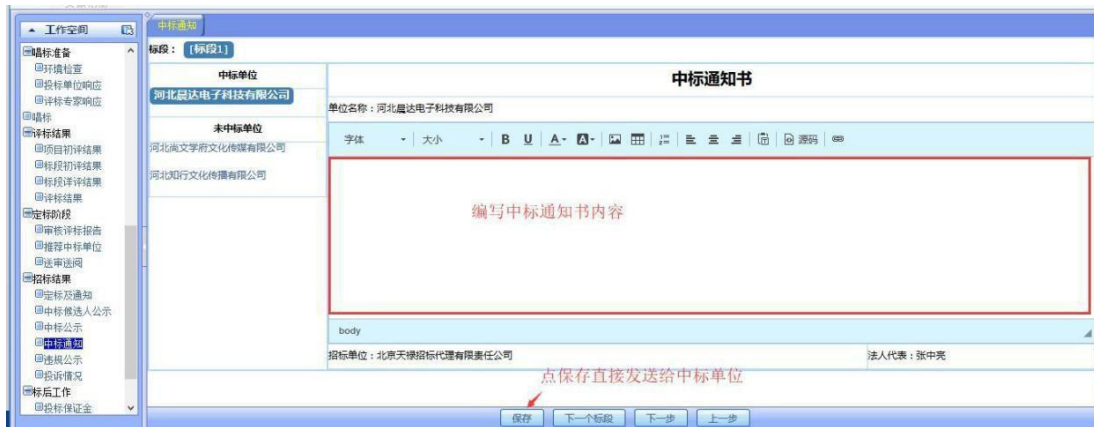 工作空间
唱标准备
环境检查
投标单位响应
评标专家响应
唱标
评标结果
项目初评结果
标段初评结果
标段详评结果
评标结果
定标阶段
审核评标报告
推荐中标单位
送审送阅
招标结果
定标及通知
中标候选人公示
中标公示
中标通知
违规公示
投诉情况
标后工作
投标保证金
中标通知
标段： [标段1]
中标单位
河北晨达电子科技有限公司
未中标单位
河北尚文学府文化传媒有限公司
河北知行文化传播有限公司
中标通知书
单位名称：河北晨达电子科技有限公司
字体 大小 B U A A 源码
编写中标通知书内容
body
招标单位：北京天禄招标代理有限责任公司 法人代表：张中亮
点保存直接发送给中标单位
保存 下一个标段 下一步 上一步